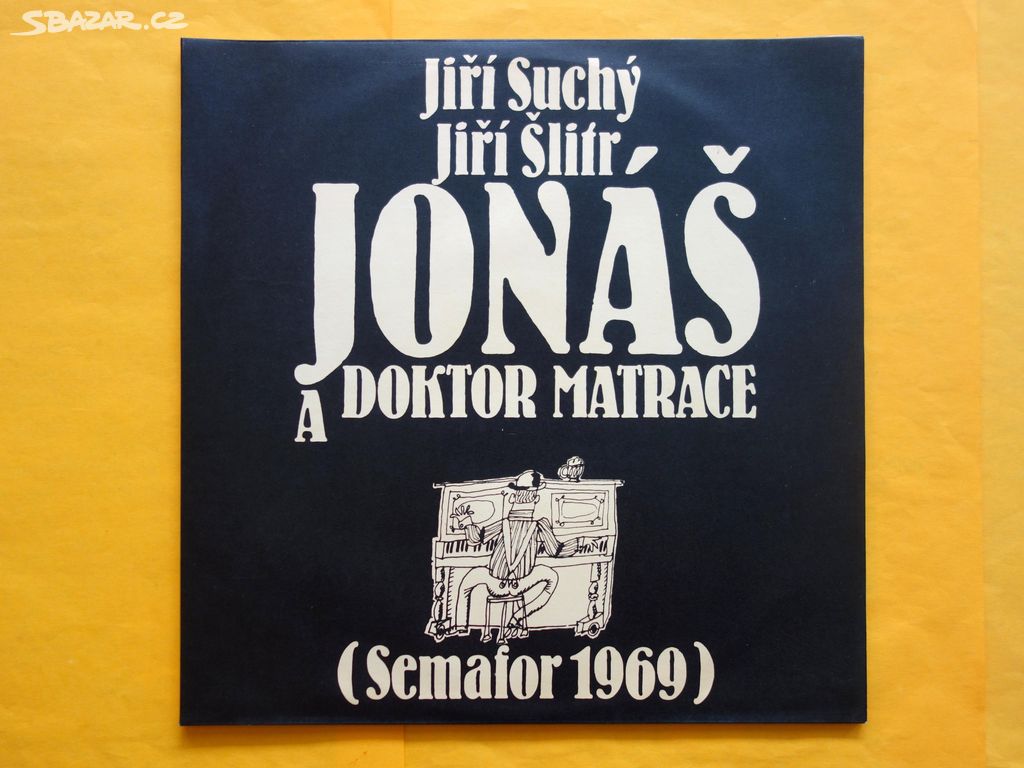 SBAZAR.CZ
Jiří Suchý
Jiří Šlitr
JONÁŠ
A DOKTOR MATRACE
(Semafor 1969)